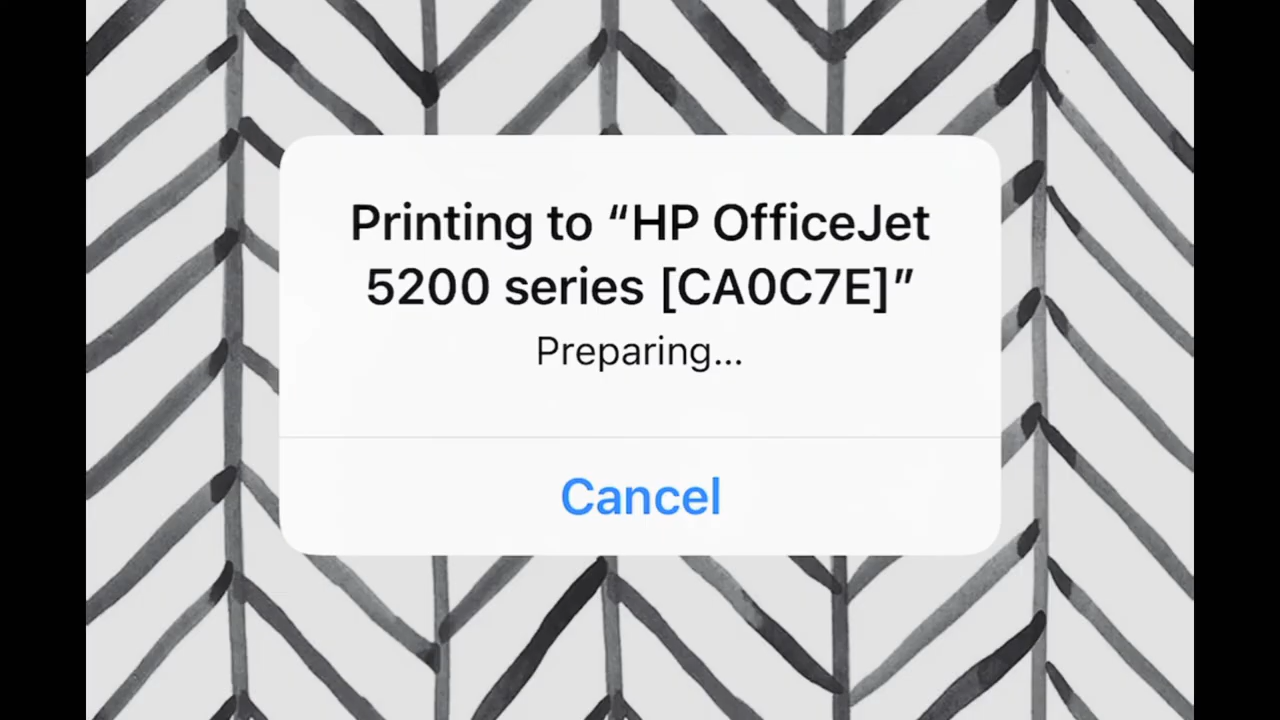 Printing to “HP OfficeJet
5200 series [CA0C7E]”
Preparing...
Cancel